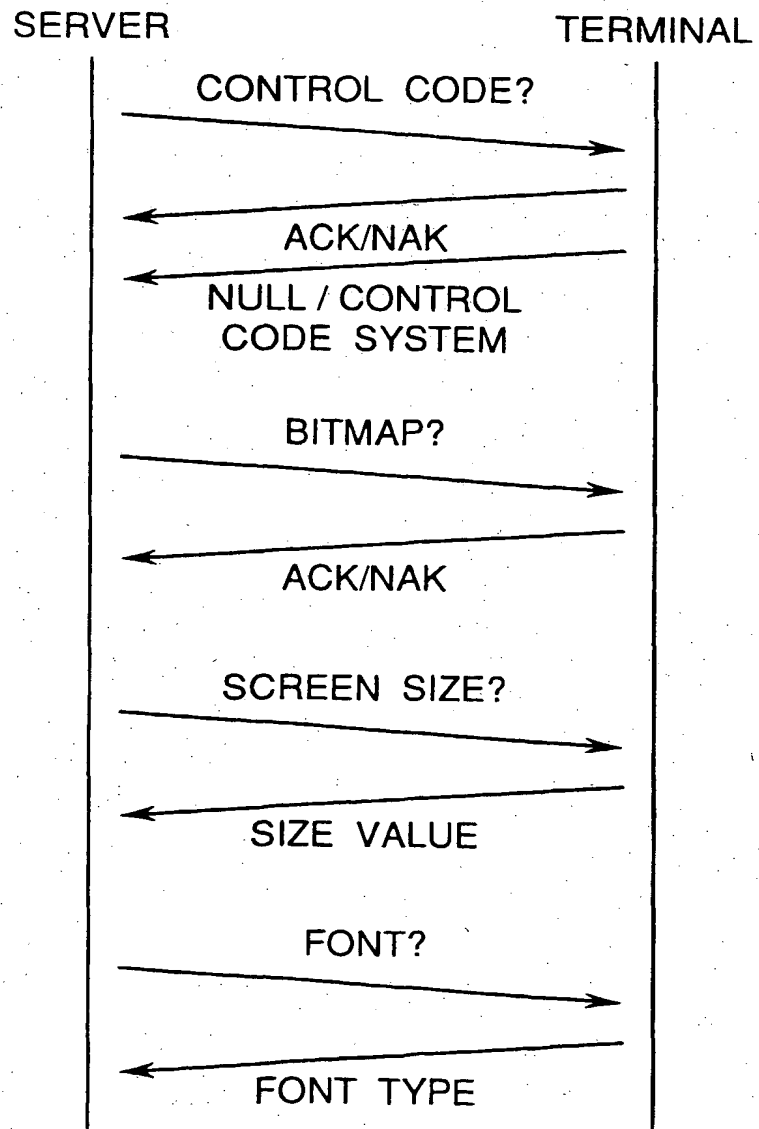 SERVER
TERMINAL
CONTROL CODE?
ACK/NAK
NULL / CONTROL
CODE SYSTEM
BITMAP?
ACK/NAK
SCREEN SIZE?
SIZE VALUE
FONT?
FONT TYPE